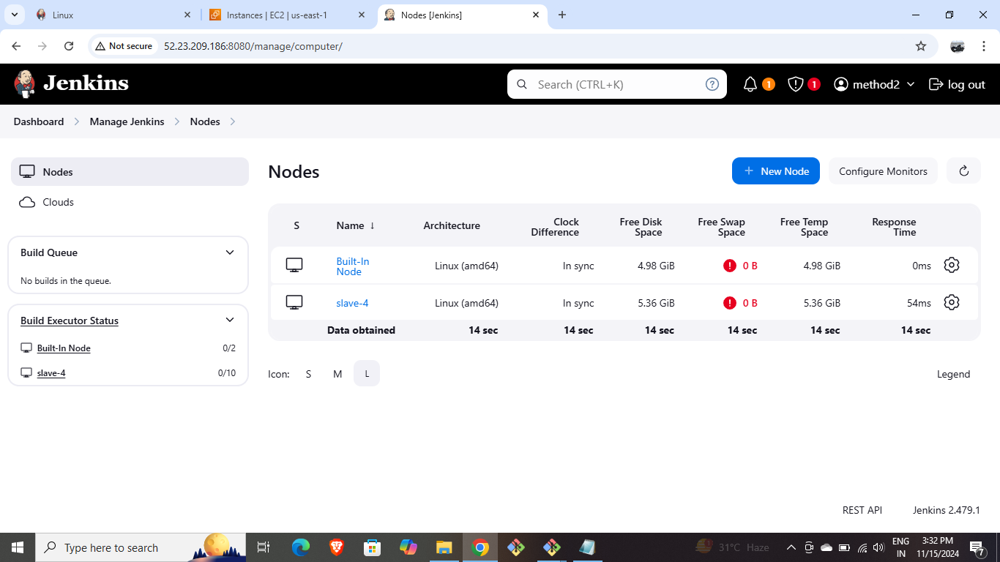 Linux
Instances | EC2 | us-east-1
Nodes [Jenkins]
Not secure
52.23.209.186:8080/manage/computer/
Jenkins
Search (CTRL+K)
?
1
1
method2
log out
Dashboard
Manage Jenkins
Nodes
Nodes
Clouds
Build Queue
No builds in the queue.
Build Executor Status
Built-In Node 0/2
slave-4 0/10
Nodes
+ New Node
Configure Monitors
S Name ↓ Architecture Clock Difference Free Disk Space Free Swap Space Free Temp Space Response Time
Built-In Node Linux (amd64) In sync 4.98 GiB ! 0 B 4.98 GiB 0ms
slave-4 Linux (amd64) In sync 5.36 GiB ! 0 B 5.36 GiB 54ms
Data obtained 14 sec 14 sec 14 sec 14 sec 14 sec 14 sec
Icon: S M L
Legend
REST API
Jenkins 2.479.1
Type here to search
31°C Haze
ENG
IN
3:32 PM
11/15/2024
7